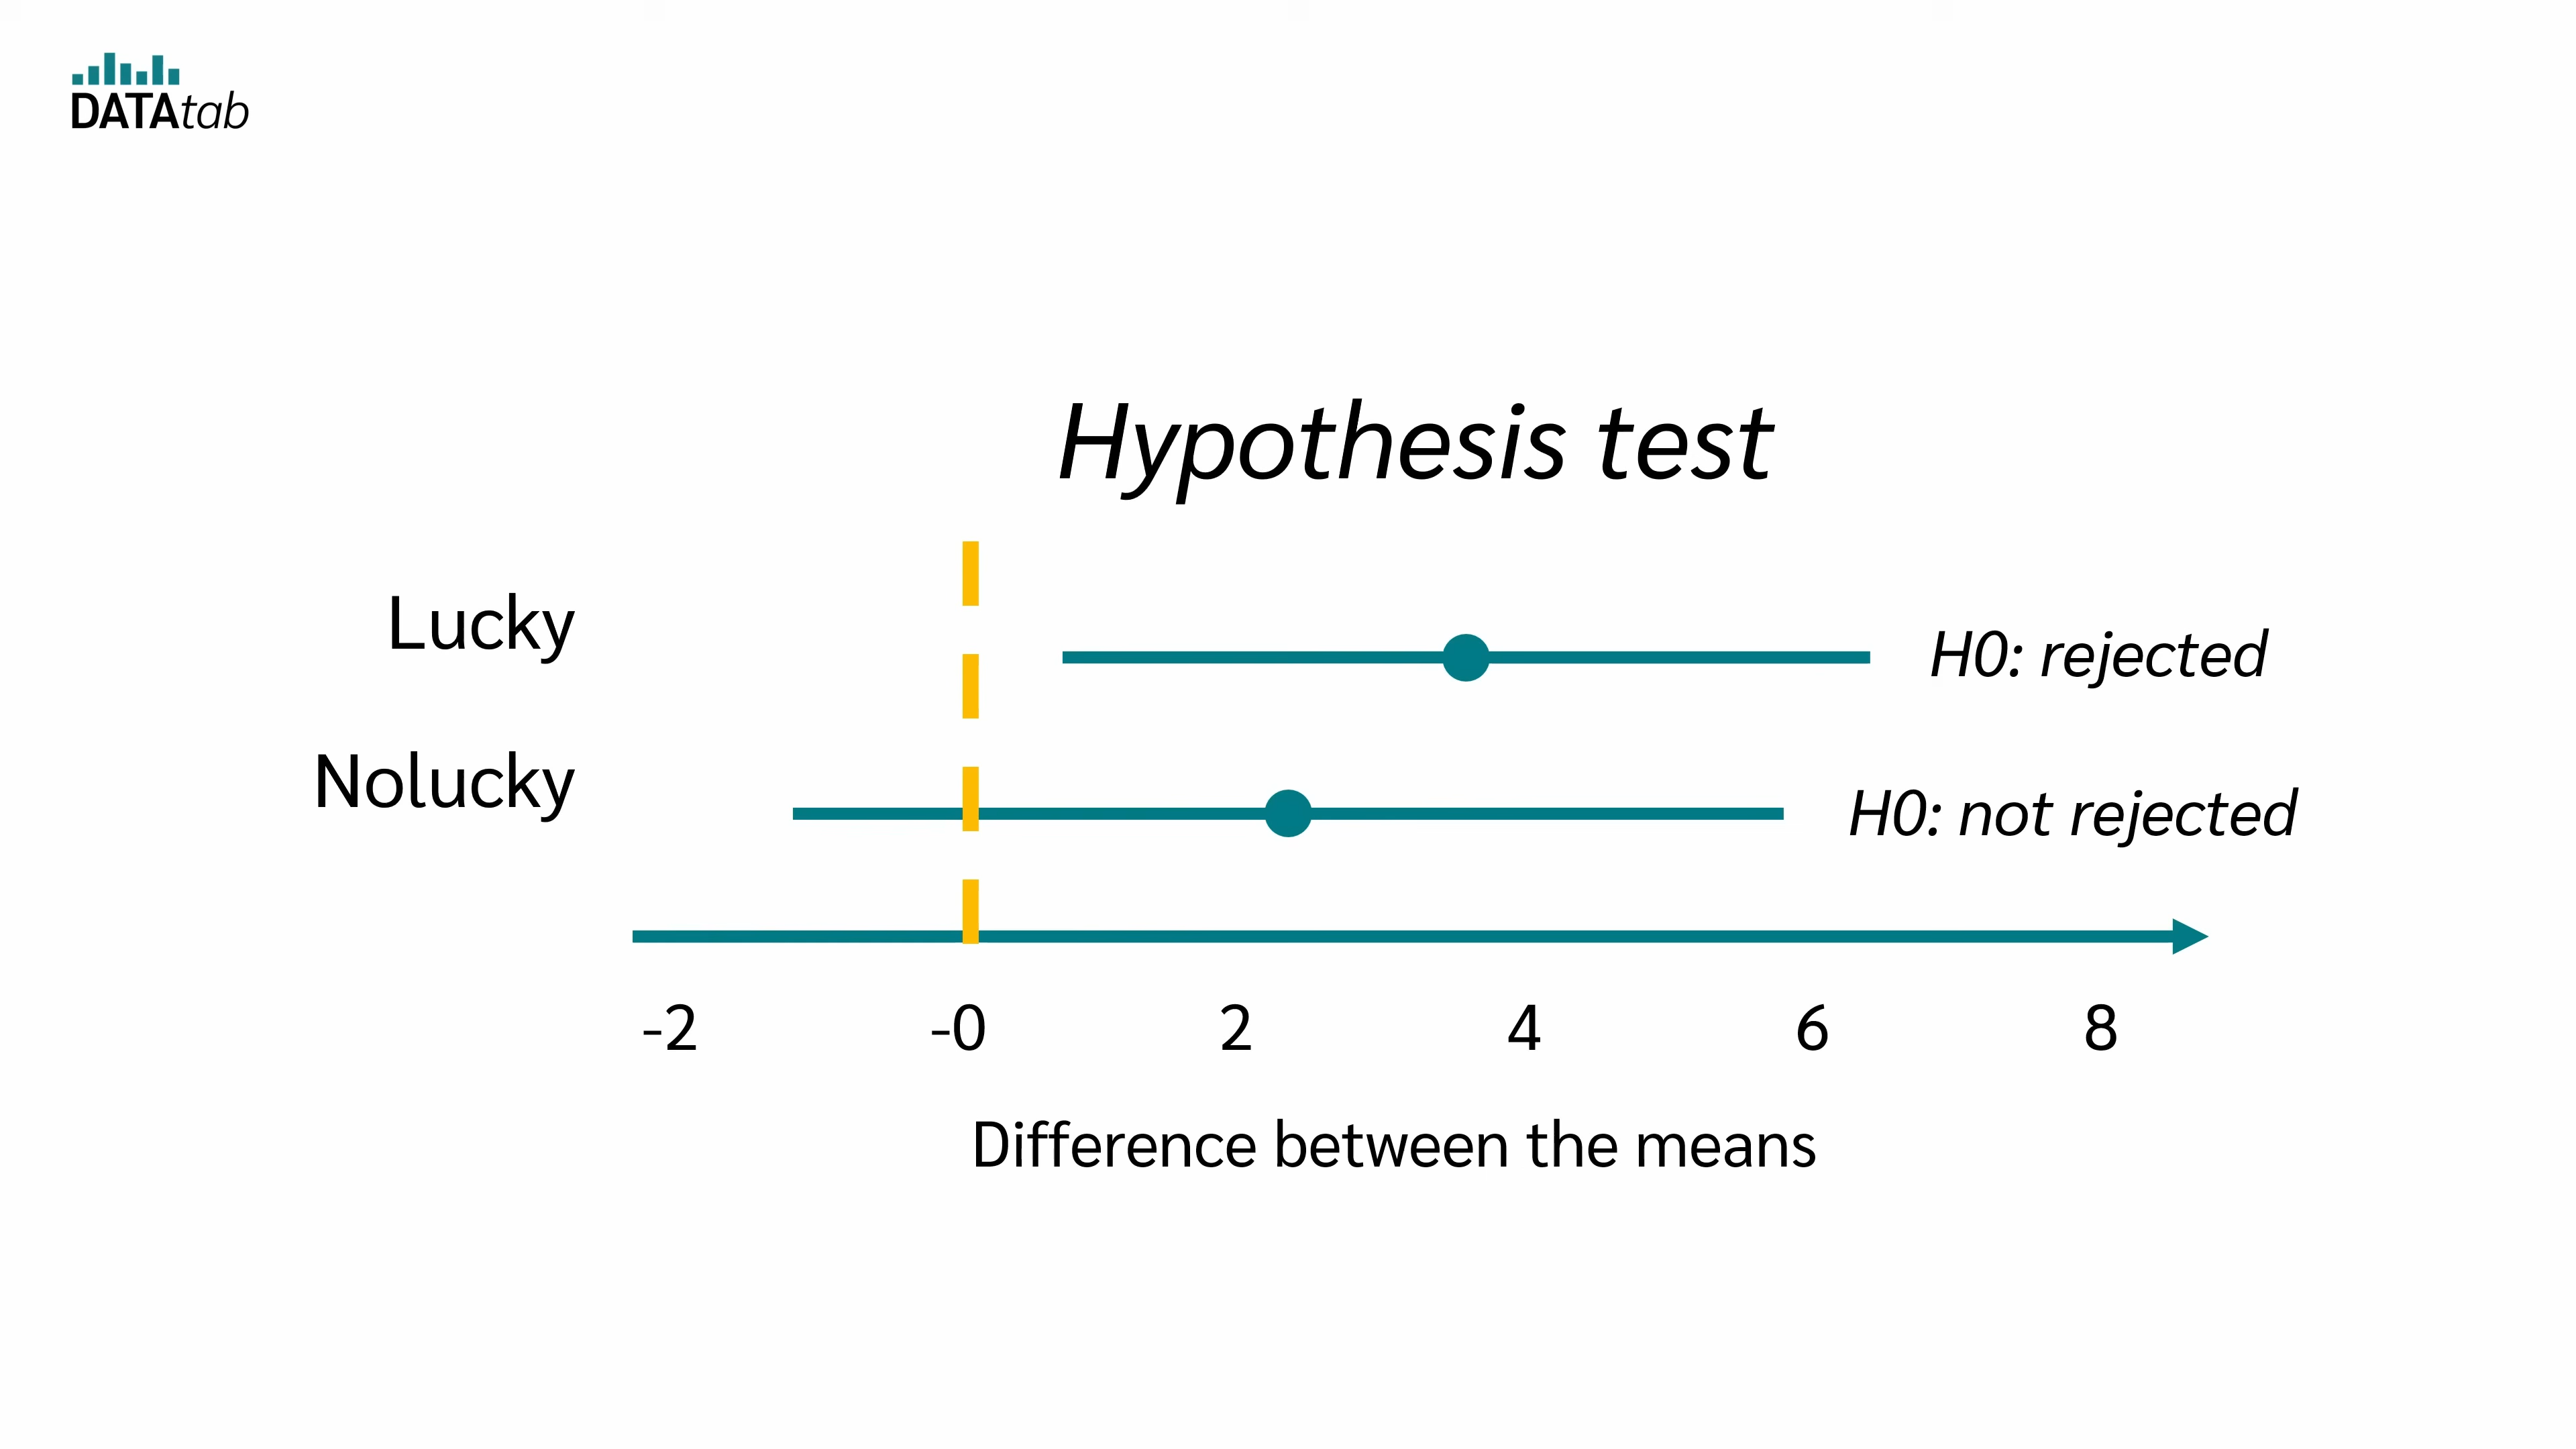 DATAtab
Hypothesis test
Lucky
H0: rejected
Nolucky
H0: not rejected
-2 -0 2 4 6 8
Difference between the means